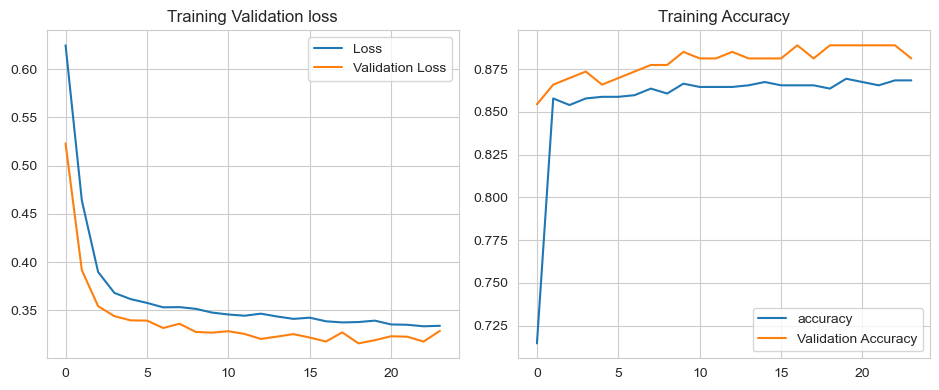 Training Validation loss
Loss
Validation Loss
0.60
0.55
0.50
0.45
0.40
0.35
0 5 10 15 20
Training Accuracy
0.875
0.850
0.825
0.800
0.775
0.750
0.725
accuracy
Validation Accuracy
0 5 10 15 20